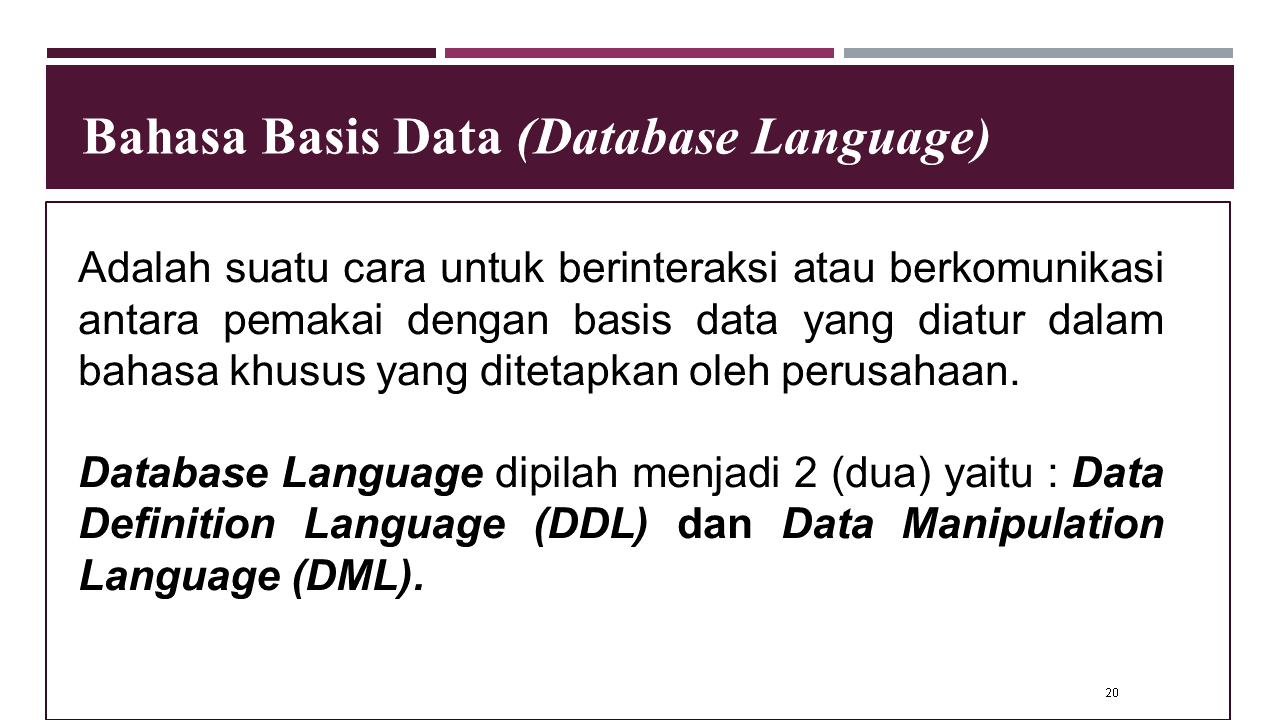 Bahasa Basis Data (Database Language)
Adalah suatu cara untuk berinteraksi atau berkomunikasi
antara pemakai dengan basis data yang diatur dalam
bahasa khusus yang ditetapkan oleh perusahaan.
Database Language dipilah menjadi 2 (dua) yaitu : Data
Definition Language (DDL) dan Data Manipulation
Language (DML).
20